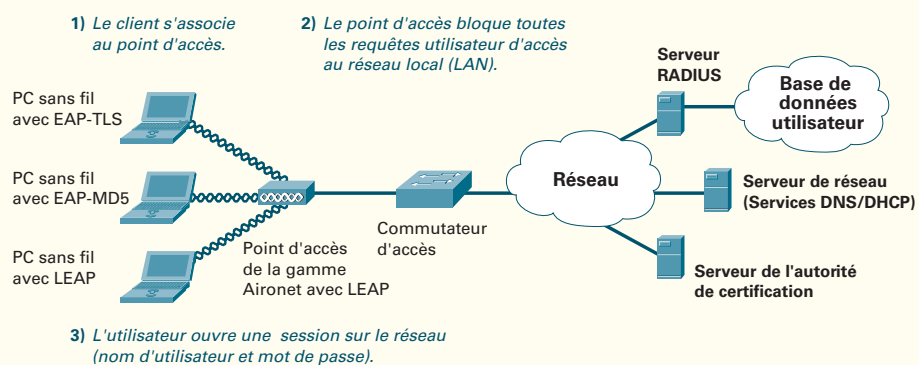 1) Le client s'associe
au point d'accès.
2) Le point d'accès bloque toutes
les requêtes utilisateur d'accès
au réseau local (LAN).
Serveur
RADIUS
Base de
données
utilisateur
PC sans fil
avec EAP-TLS
PC sans fil
avec EAP-MD5
PC sans fil
avec LEAP
Point d'accès
de la gamme
Aironet avec LEAP
Commutateur
d'accès
Réseau
Serveur de réseau
(Services DNS/DHCP)
Serveur de l'autorité
de certification
3) L'utilisateur ouvre une session sur le réseau
(nom d'utilisateur et mot de passe).